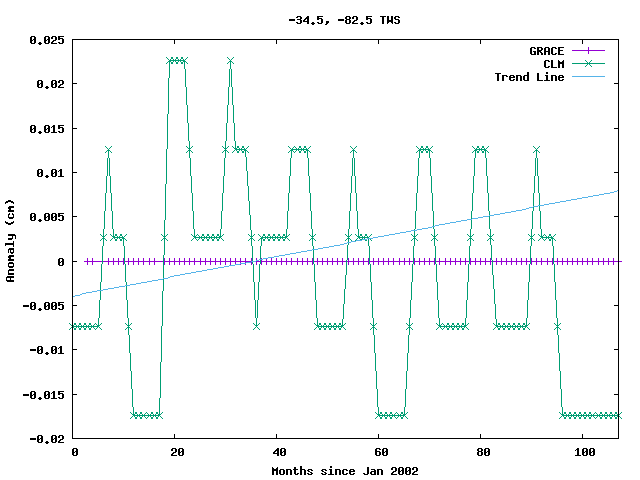 -34.5, -82.5 TWS
GRACE
CLM
Trend Line
0.025
0.02
0.015
0.01
0.005
0
-0.005
-0.01
-0.015
-0.02
Anomaly (cm)
0 20 40 60 80 100
Months since Jan 2002